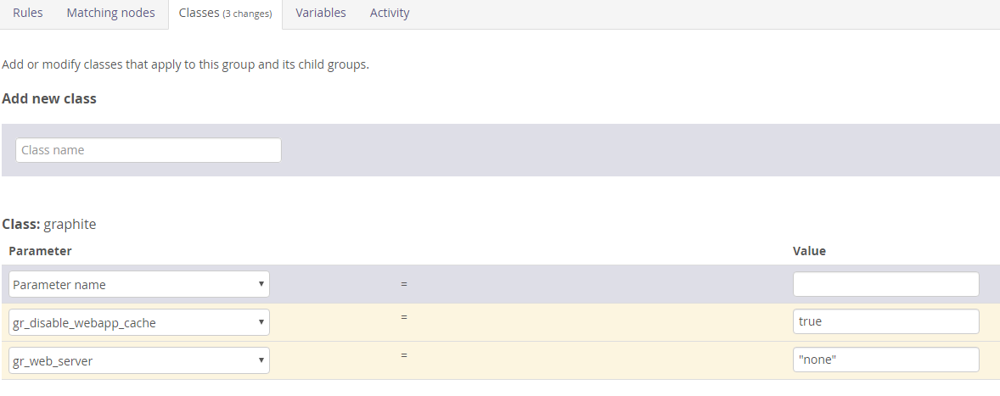 Rules Matching nodes Classes (3 changes) Variables Activity
Add or modify classes that apply to this group and its child groups.
Add new class
Class name
Class: graphite
Parameter Value
Parameter name =
gr_disable_webapp_cache = true
gr_web_server = "none"